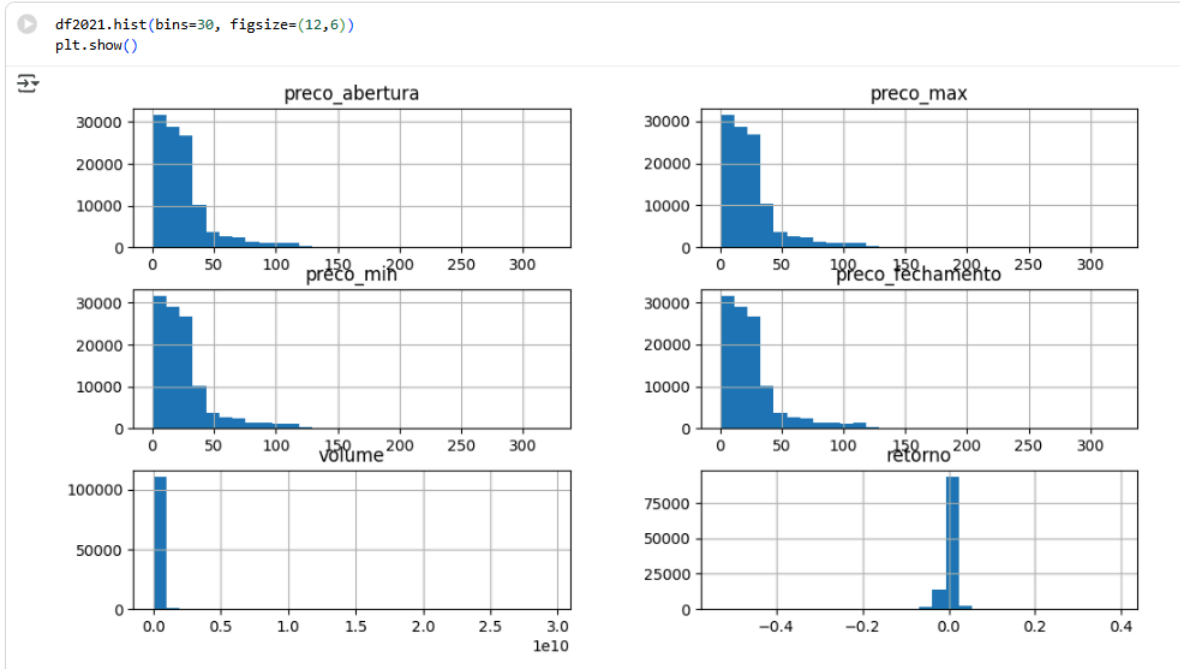 df2021.hist(bins=30, figsize=(12,6))
plt.show()
preco_abertura
30000
20000
10000
0
0 50 100 150 200 250 300
preco_max
30000
20000
10000
0
0 50 100 150 200 250 300
preco_min
30000
20000
10000
0
0 50 100 150 200 250 300
preco_fechamento
30000
20000
10000
0
0 50 100 150 200 250 300
volume
100000
50000
0
0.0 0.5 1.0 1.5 2.0 2.5 3.0
1e10
retorno
75000
50000
25000
0
−0.4 −0.2 0.0 0.2 0.4